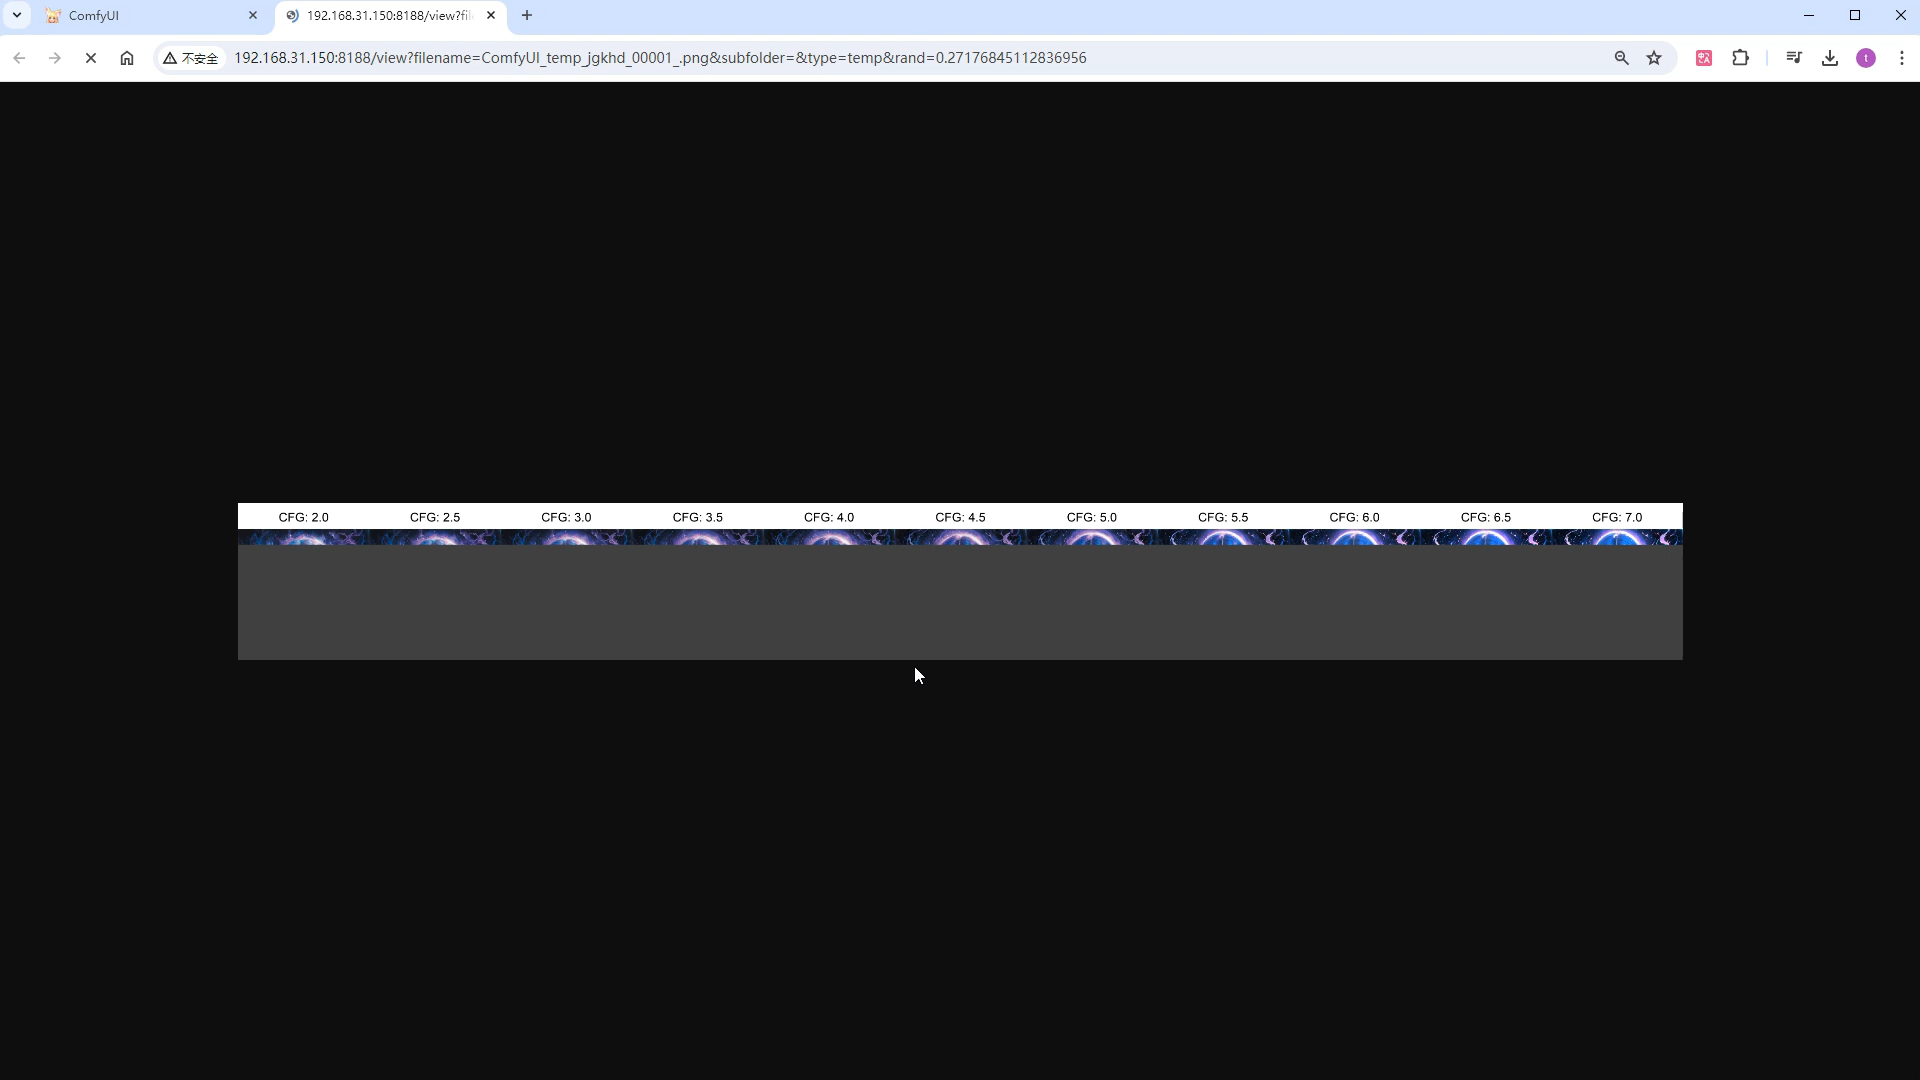 ComfyUI
192.168.31.150:8188/view?fil
不安全
192.168.31.150:8188/view?filename=ComfyUI_temp_jgkhd_00001_.png&subfolder=&type=temp&rand=0.27176845112836956
t
CFG: 2.0 CFG: 2.5 CFG: 3.0 CFG: 3.5 CFG: 4.0 CFG: 4.5 CFG: 5.0 CFG: 5.5 CFG: 6.0 CFG: 6.5 CFG: 7.0